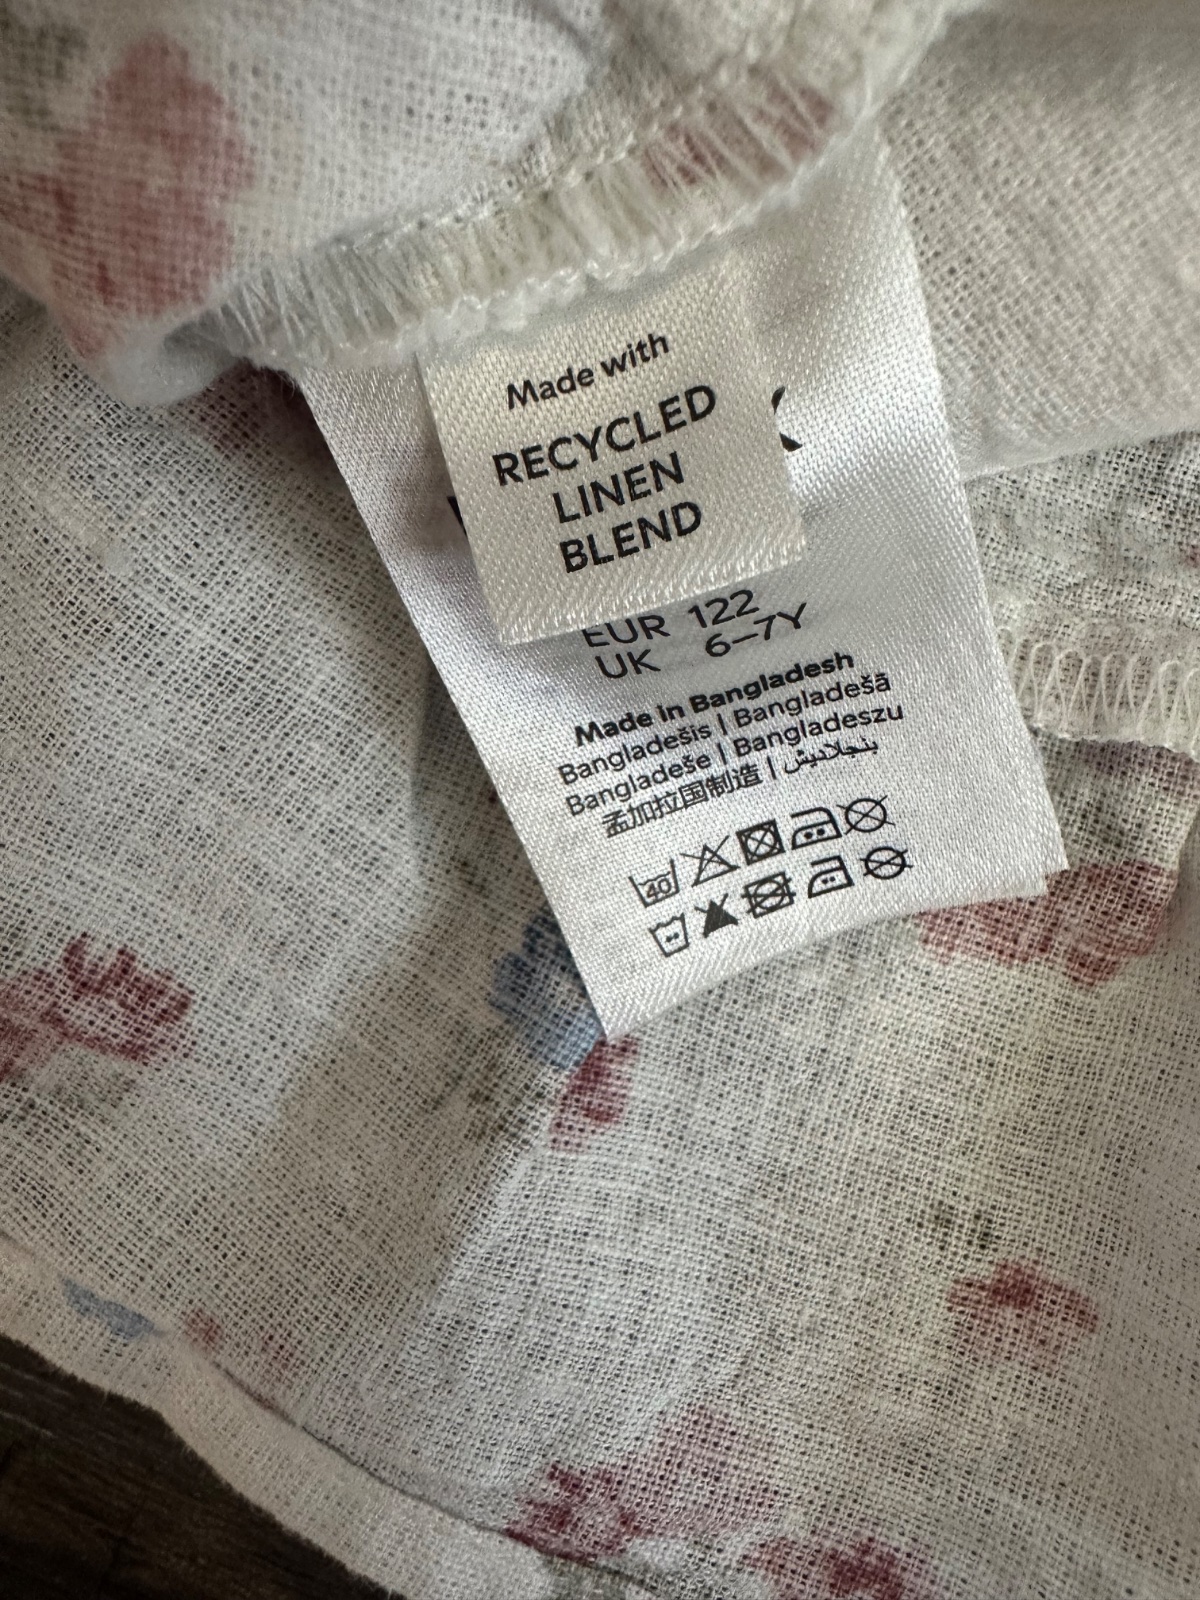 Made with
RECYCLED
LINEN
BLEND
EUR 122
UK 6–7Y
Made in Bangladesh
Bangladešis | Bangladešā
Bangladeše | Bangladeszu
孟加拉国制造 | بنجلاديش
40